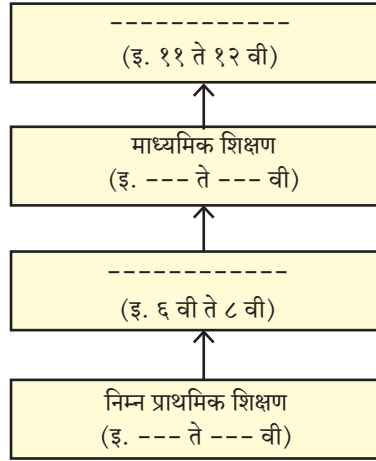 ------------
(इ. ११ ते १२ वी)
माध्यमिक शिक्षण
(इ. --- ते --- वी)
------------
(इ. ६ वी ते ८ वी)
निम्न प्राथमिक शिक्षण
(इ. --- ते --- वी)